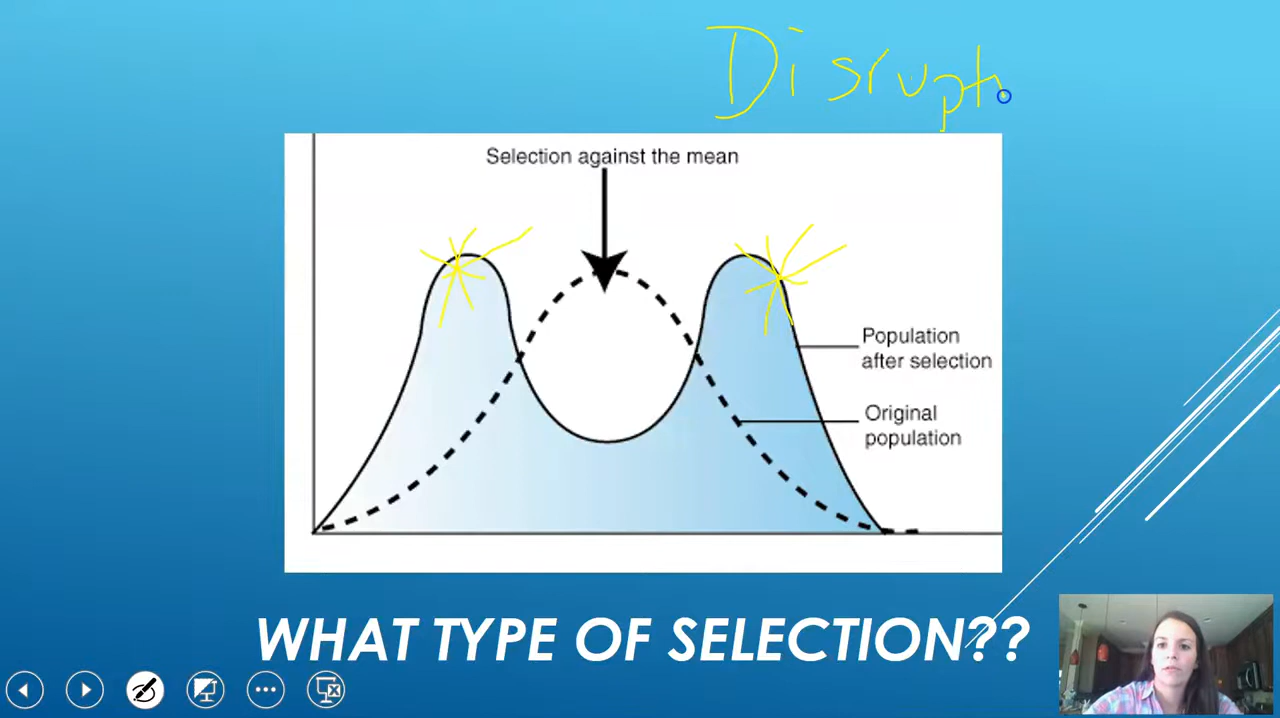 Disrupt
Selection against the mean
Population
after selection
Original
population
WHAT TYPE OF SELECTION??